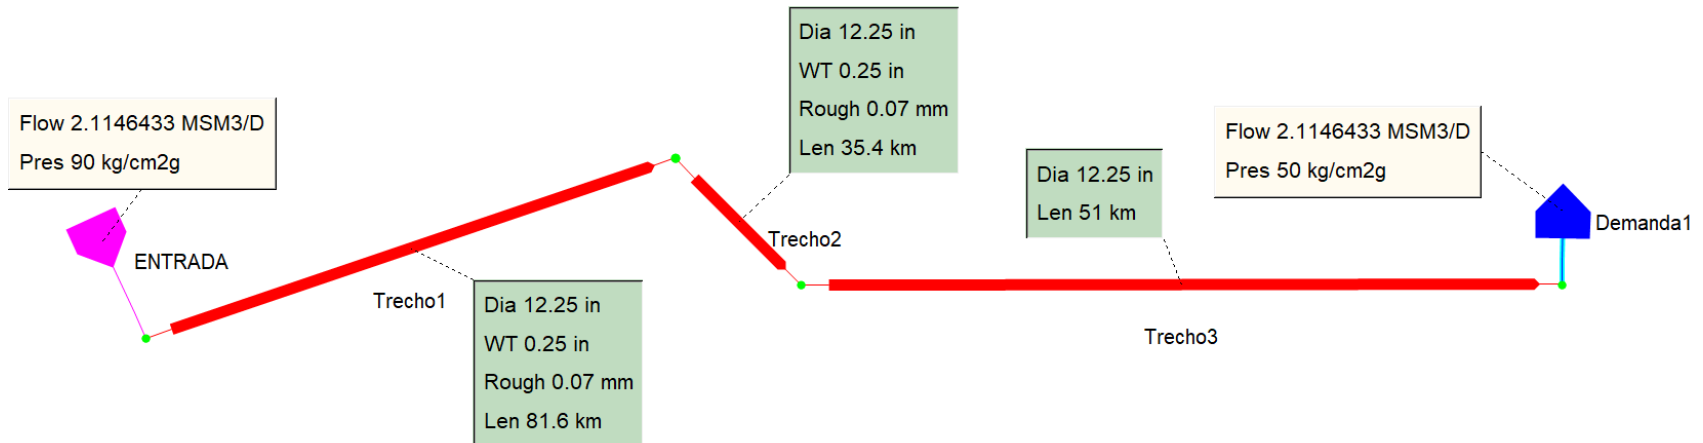 Flow 2.1146433 MSM3/D
Pres 90 kg/cm2g
ENTRADA
Trecho1
Dia 12.25 in
WT 0.25 in
Rough 0.07 mm
Len 81.6 km
Dia 12.25 in
WT 0.25 in
Rough 0.07 mm
Len 35.4 km
Trecho2
Dia 12.25 in
Len 51 km
Trecho3
Flow 2.1146433 MSM3/D
Pres 50 kg/cm2g
Demanda1